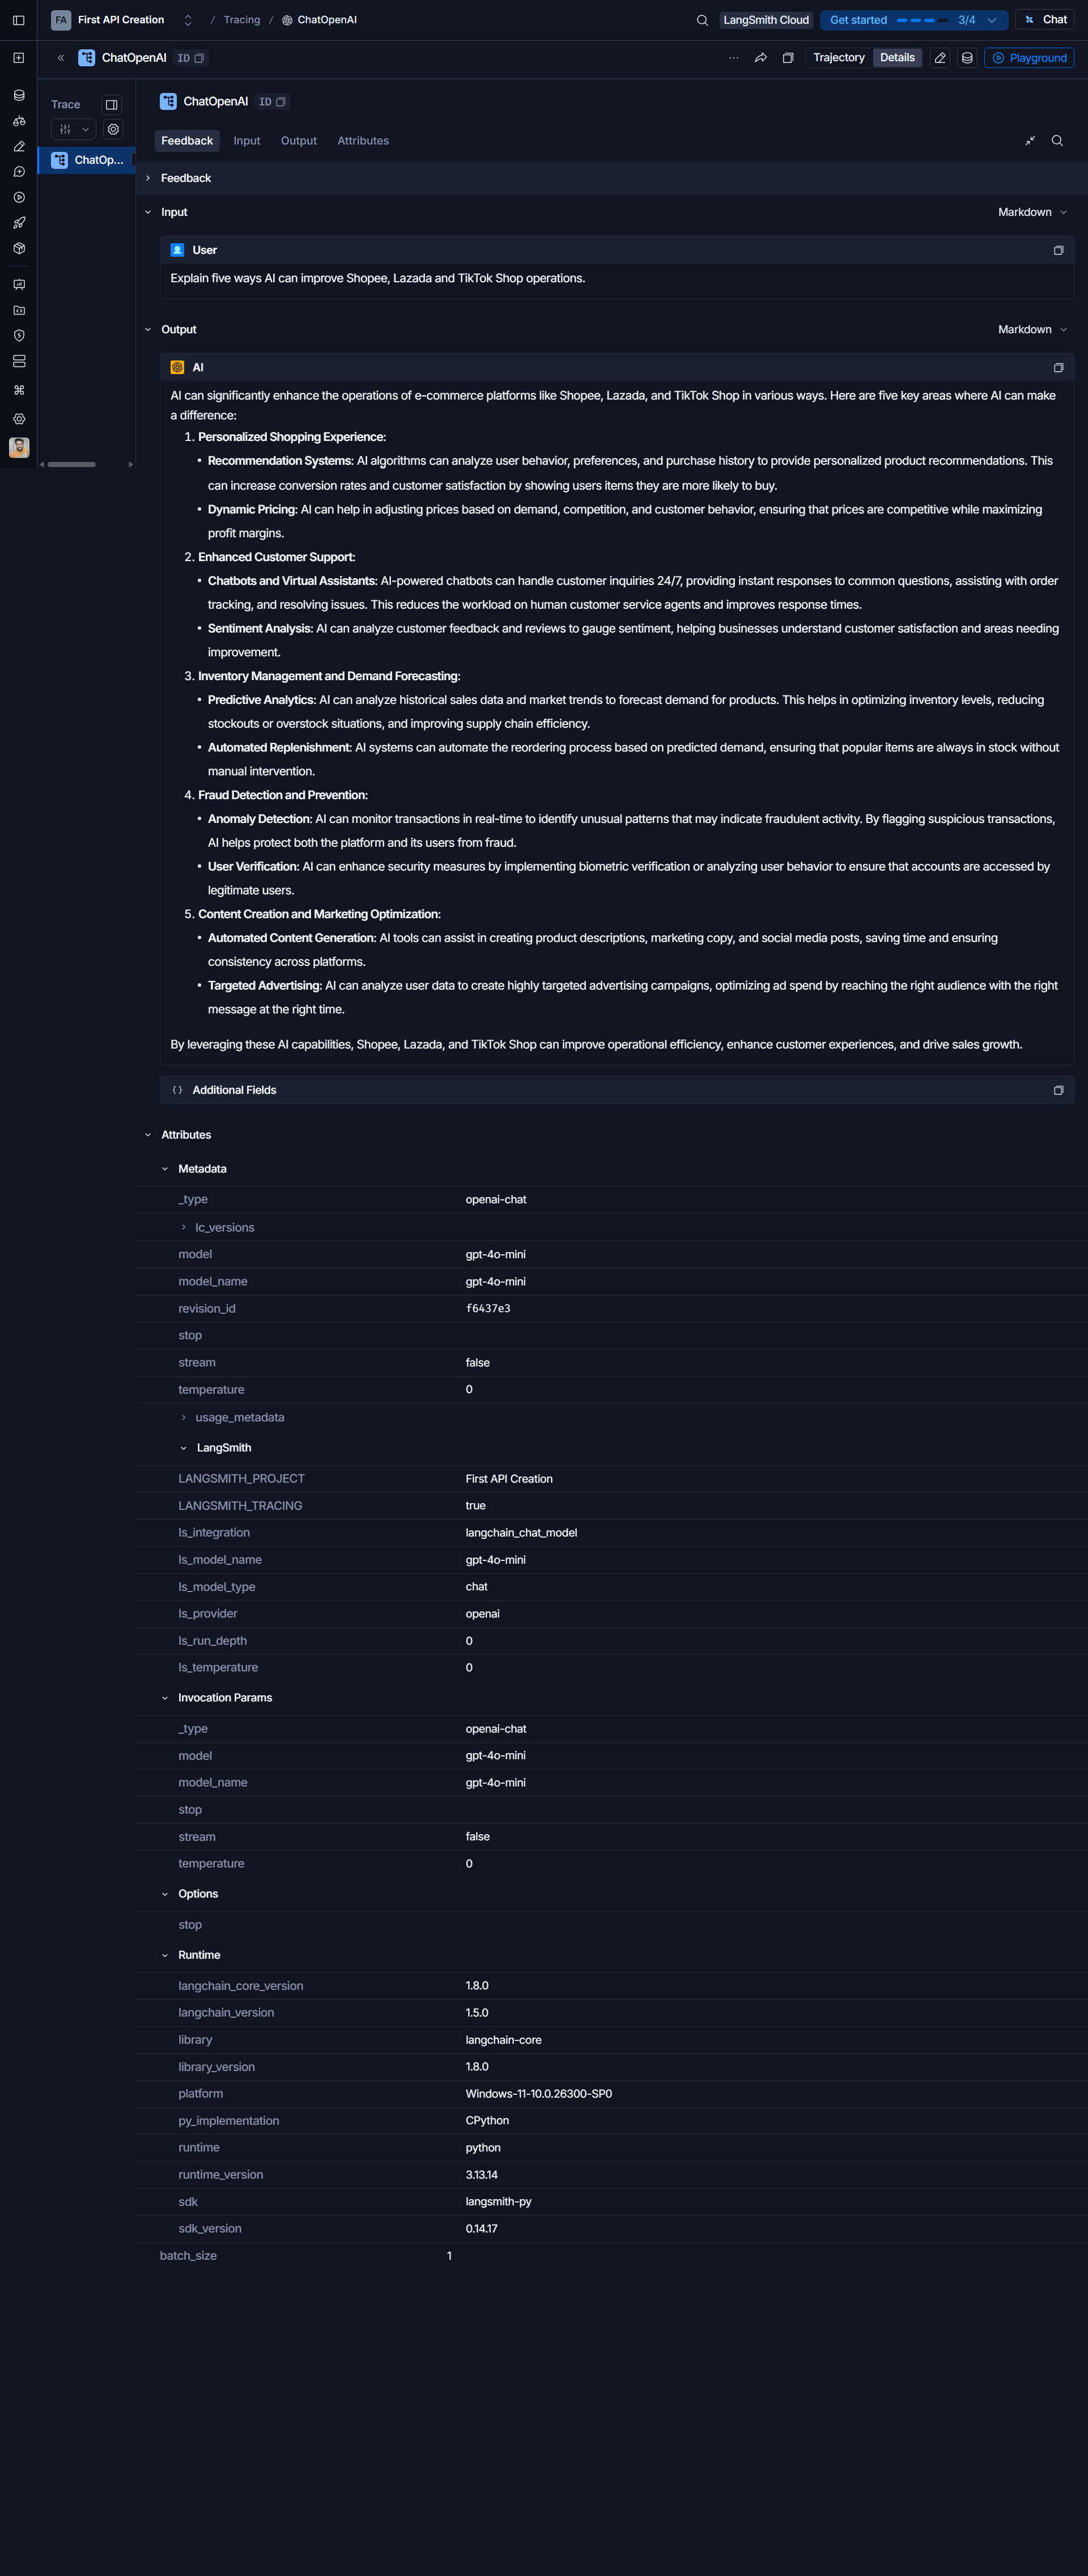 FA First API Creation / Tracing / ChatOpenAI LangSmith Cloud Get started 3/4 Chat
ChatOpenAI ID Trajectory Details Playground
Trace
ChatOp...
ChatOpenAI ID
Feedback Input Output Attributes
Feedback
Input Markdown
User
Explain five ways AI can improve Shopee, Lazada and TikTok Shop operations.
Output Markdown
AI
AI can significantly enhance the operations of e-commerce platforms like Shopee, Lazada, and TikTok Shop in various ways. Here are five key areas where AI can make
a difference:
1. Personalized Shopping Experience:
• Recommendation Systems: AI algorithms can analyze user behavior, preferences, and purchase history to provide personalized product recommendations. This
can increase conversion rates and customer satisfaction by showing users items they are more likely to buy.
• Dynamic Pricing: AI can help in adjusting prices based on demand, competition, and customer behavior, ensuring that prices are competitive while maximizing
profit margins.
2. Enhanced Customer Support:
• Chatbots and Virtual Assistants: AI-powered chatbots can handle customer inquiries 24/7, providing instant responses to common questions, assisting with order
tracking, and resolving issues. This reduces the workload on human customer service agents and improves response times.
• Sentiment Analysis: AI can analyze customer feedback and reviews to gauge sentiment, helping businesses understand customer satisfaction and areas needing
improvement.
3. Inventory Management and Demand Forecasting:
• Predictive Analytics: AI can analyze historical sales data and market trends to forecast demand for products. This helps in optimizing inventory levels, reducing
stockouts or overstock situations, and improving supply chain efficiency.
• Automated Replenishment: AI systems can automate the reordering process based on predicted demand, ensuring that popular items are always in stock without
manual intervention.
4. Fraud Detection and Prevention:
• Anomaly Detection: AI can monitor transactions in real-time to identify unusual patterns that may indicate fraudulent activity. By flagging suspicious transactions,
AI helps protect both the platform and its users from fraud.
• User Verification: AI can enhance security measures by implementing biometric verification or analyzing user behavior to ensure that accounts are accessed by
legitimate users.
5. Content Creation and Marketing Optimization:
• Automated Content Generation: AI tools can assist in creating product descriptions, marketing copy, and social media posts, saving time and ensuring
consistency across platforms.
• Targeted Advertising: AI can analyze user data to create highly targeted advertising campaigns, optimizing ad spend by reaching the right audience with the right
message at the right time.
By leveraging these AI capabilities, Shopee, Lazada, and TikTok Shop can improve operational efficiency, enhance customer experiences, and drive sales growth.
{} Additional Fields
Attributes
Metadata
_type openai-chat
lc_versions
model gpt-4o-mini
model_name gpt-4o-mini
revision_id f6437e3
stop
stream false
temperature 0
usage_metadata
LangSmith
LANGSMITH_PROJECT First API Creation
LANGSMITH_TRACING true
ls_integration langchain_chat_model
ls_model_name gpt-4o-mini
ls_model_type chat
ls_provider openai
ls_run_depth 0
ls_temperature 0
Invocation Params
_type openai-chat
model gpt-4o-mini
model_name gpt-4o-mini
stop
stream false
temperature 0
Options
stop
Runtime
langchain_core_version 1.8.0
langchain_version 1.5.0
library langchain-core
library_version 1.8.0
platform Windows-11-10.0.26300-SP0
py_implementation CPython
runtime python
runtime_version 3.13.14
sdk langsmith-py
sdk_version 0.14.17
batch_size 1